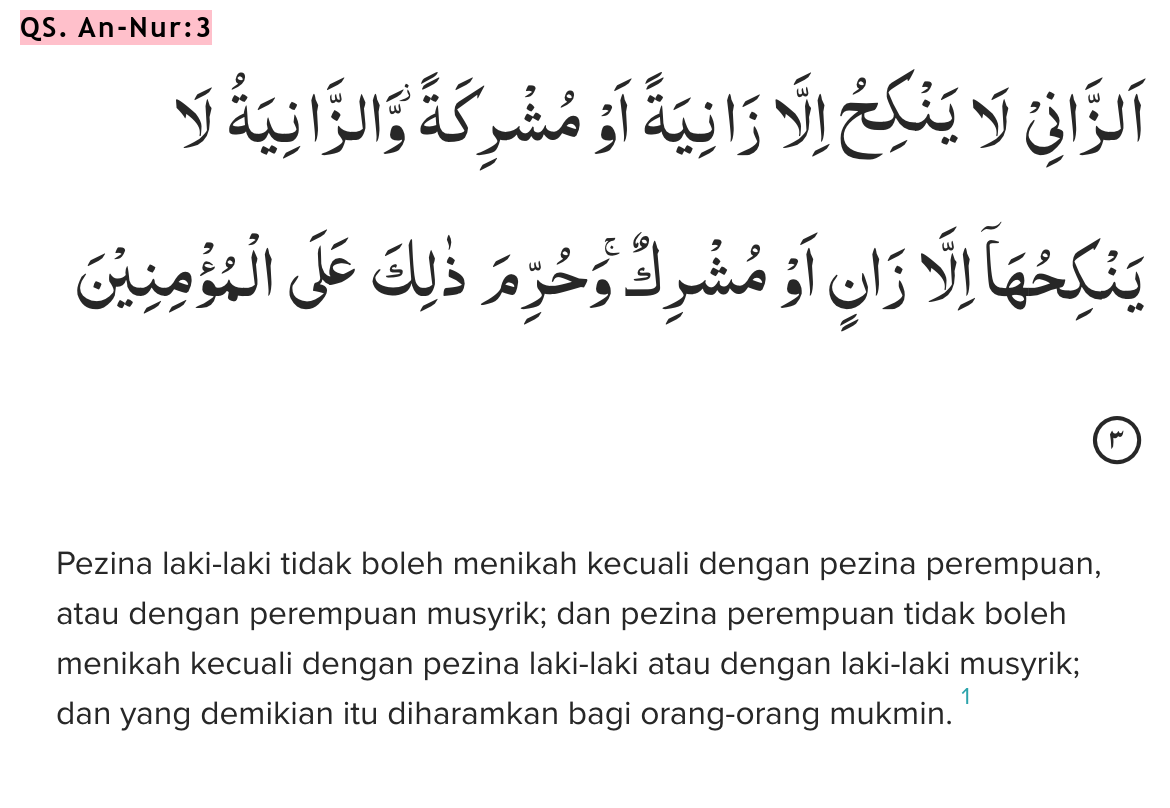 QS. An-Nur:3
اَلزَّانِيْ لَا يَنْكِحُ اِلَّا زَانِيَةً اَوْ مُشْرِكَةً ۖوَّالزَّانِيَةُ لَا
يَنْكِحُهَآ اِلَّا زَانٍ اَوْ مُشْرِكٌۚ وَحُرِّمَ ذٰلِكَ عَلَى الْمُؤْمِنِيْنَ
٣
Pezina laki-laki tidak boleh menikah kecuali dengan pezina perempuan,
atau dengan perempuan musyrik; dan pezina perempuan tidak boleh
menikah kecuali dengan pezina laki-laki atau dengan laki-laki musyrik;
dan yang demikian itu diharamkan bagi orang-orang mukmin. 1